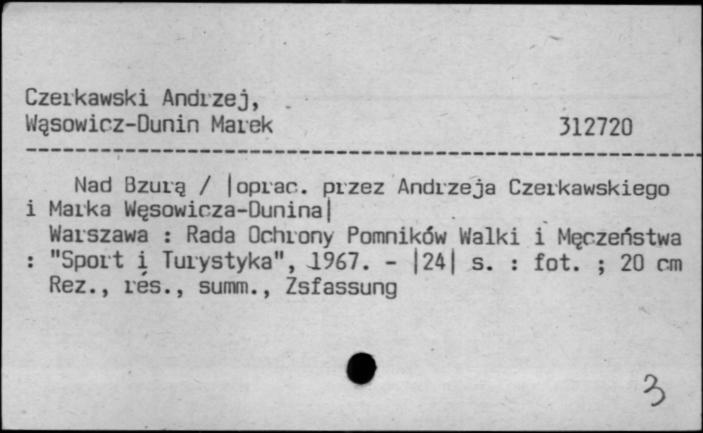 Czerkawski Andrzej,
Wąsowicz-Dunin Marek 312720
Nad Bzurą / |oprac. przez Andrzeja Czerkawskiego
i Marka Węsowicza-Dunina|
Warszawa : Rada Ochrony Pomników Walki i Męczeństwa
: "Sport i Turystyka", 1967. - |24| s. : fot. ; 20 cm
Rez., rés., summ., Zsfassung
3